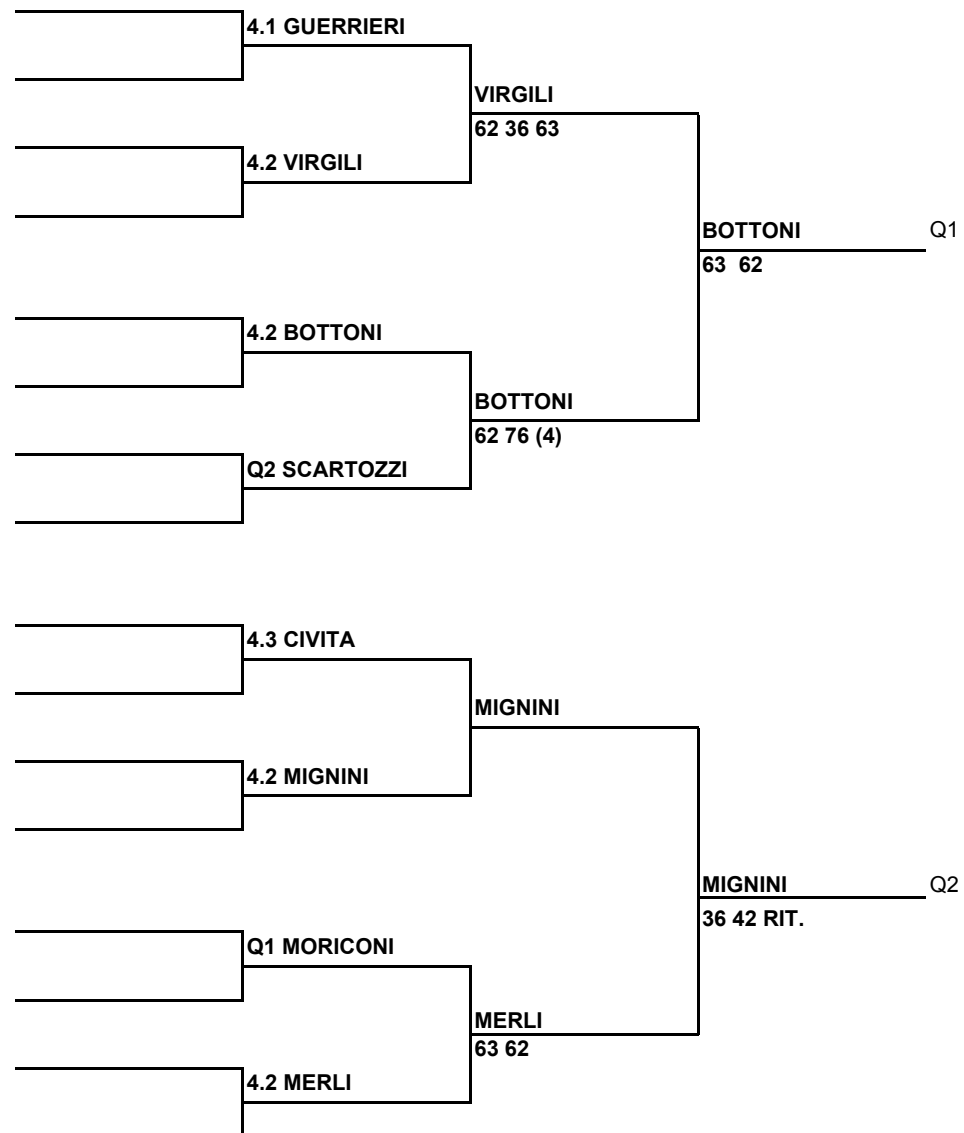 4.1 GUERRIERI
VIRGILI
62 36 63
4.2 VIRGILI
BOTTONI Q1
63 62
4.2 BOTTONI
BOTTONI
62 76 (4)
Q2 SCARTOZZI
4.3 CIVITA
MIGNINI
4.2 MIGNINI
MIGNINI Q2
36 42 RIT.
Q1 MORICONI
MERLI
63 62
4.2 MERLI